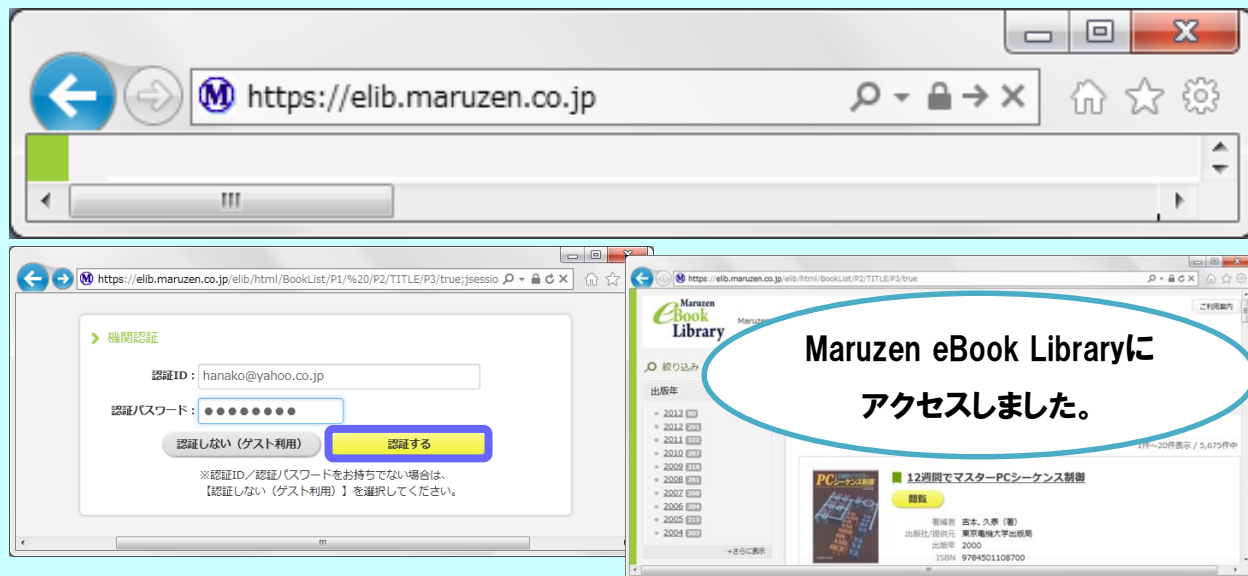 https://elib.maruzen.co.jp
https://elib.maruzen.co.jp/elib/html/BookList/P1/%20/P2/TITLE/P3/true;jsessio
機関認証
認証ID：hanako@yahoo.co.jp
認証パスワード：●●●●●●●●
認証しない（ゲスト利用） 認証する
※認証ID／認証パスワードをお持ちでない場合は、
【認証しない（ゲスト利用）】を選択してください。
https://elib.maruzen.co.jp/elib/html/BookList/P2/TITLE/P3/true
Maruzen
eBook
Library
Maruzen
ご利用案内
Maruzen eBook Libraryに
アクセスしました。
絞り込み
出版年
2013
2012
2011
2010
2009
2008
2007
2006
2005
2004
+さらに表示
1件～20件表示 / 5,675件中
PCシーケンス制御
12週間でマスターPCシーケンス制御
閲覧
著編者 吉本, 久泰（著）
出版社/提供元 東京電機大学出版局
出版年 2000
ISBN 9784501108700